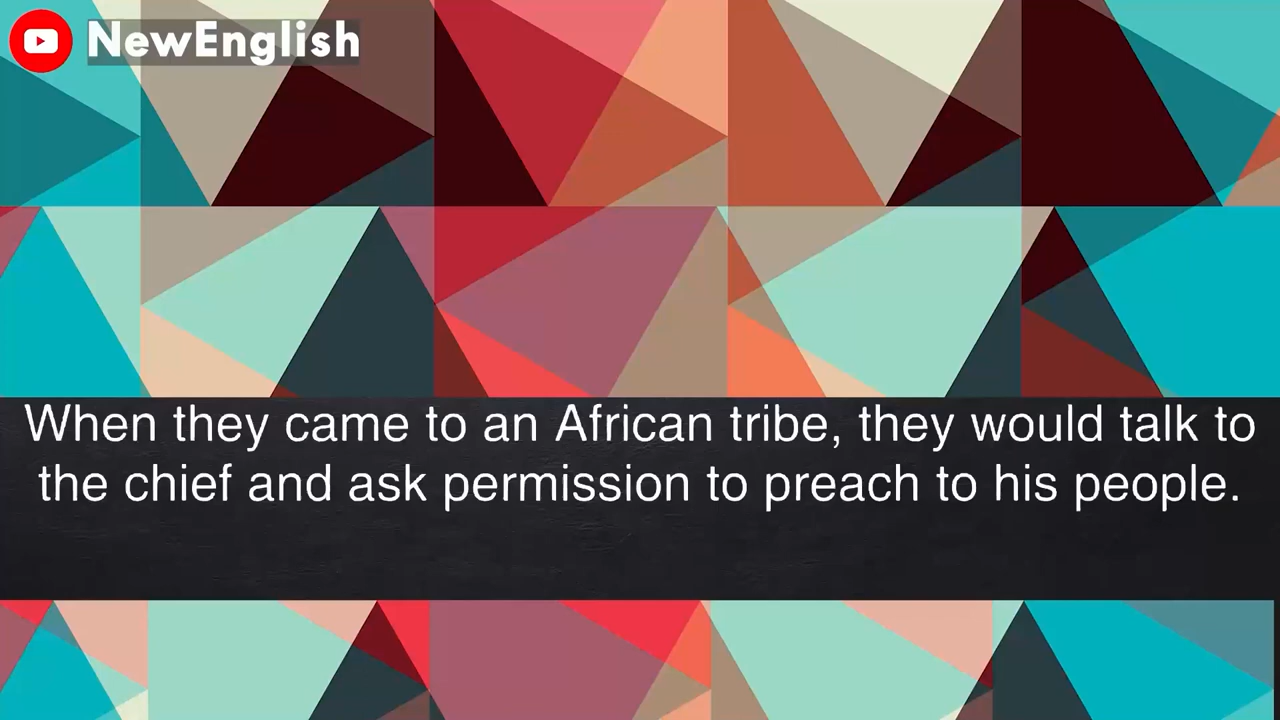 NewEnglish
When they came to an African tribe, they would talk to
the chief and ask permission to preach to his people.